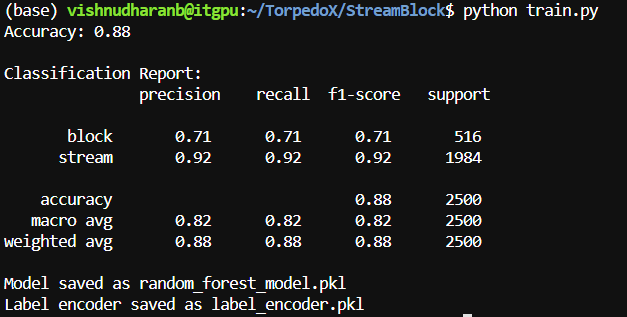 (base) vishnudharanb@itgpu:~/TorpedoX/StreamBlock$ python train.py
Accuracy: 0.88
Classification Report:
precision recall f1-score support
block 0.71 0.71 0.71 516
stream 0.92 0.92 0.92 1984
accuracy 0.88 2500
macro avg 0.82 0.82 0.82 2500
weighted avg 0.88 0.88 0.88 2500
Model saved as random_forest_model.pkl
Label encoder saved as label_encoder.pkl